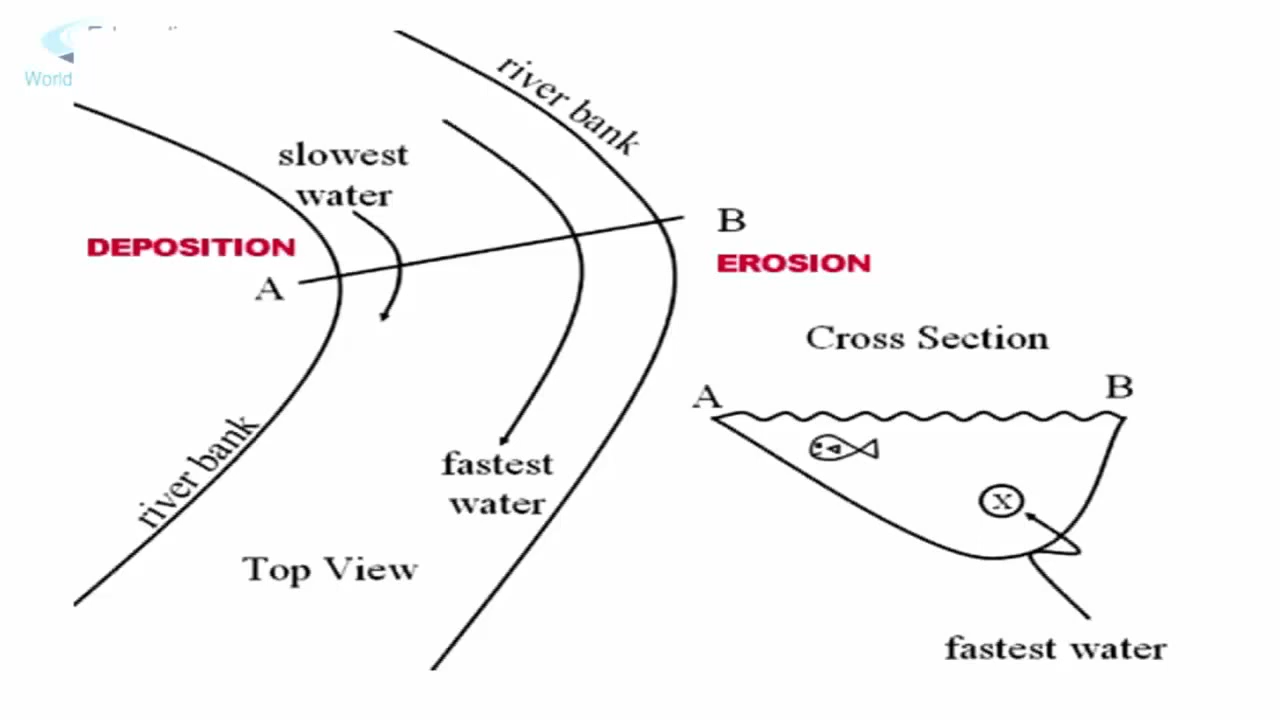 World
river bank
slowest
water
B
DEPOSITION
EROSION
A
Cross Section
A
B
river bank
fastest
water
X
Top View
fastest water